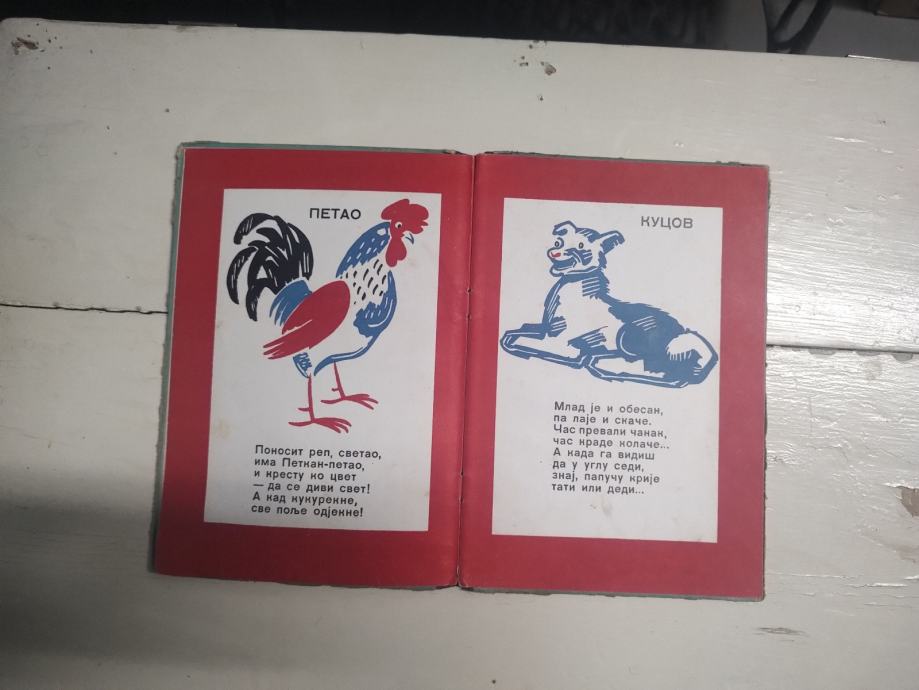 ПЕТАО
Поносит реп, светао,
има Петкан-петао,
и кресту ко цвет
— да се диви свет!
А кад кукурекне,
све поље одјекне!
КУЦОВ
Млад је и обесан,
па лаје и скаче.
Час превали чанак,
час краде колаче...
А када га видиш
да у углу седи,
знај, папучу крије
тати или деди...